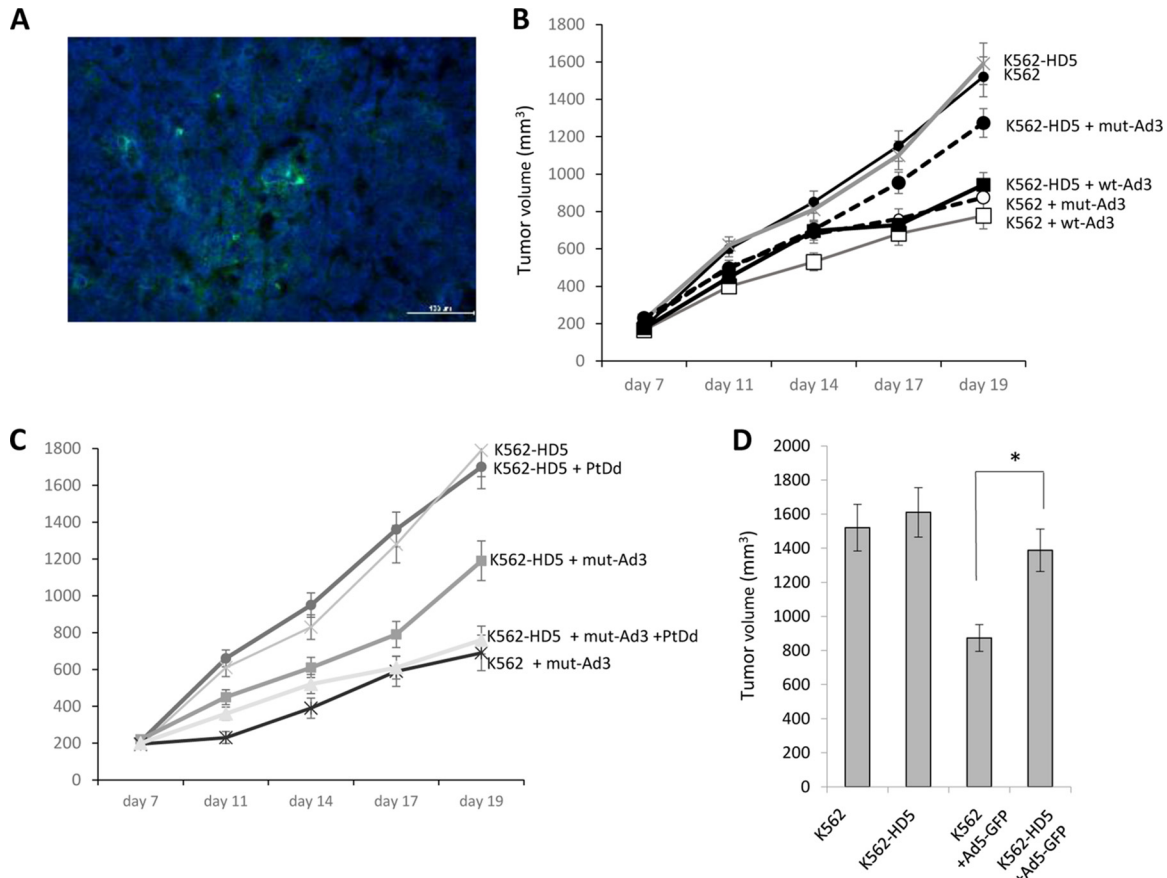 A
B
1800
1600
1400
1200
1000
800
600
400
200
0
Tumor volume (mm³)
K562-HD5
K562
K562-HD5 + mut-Ad3
K562-HD5 + wt-Ad3
K562 + mut-Ad3
K562 + wt-Ad3
day 7 day 11 day 14 day 17 day 19
C
1800
1600
1400
1200
1000
800
600
400
200
0
K562-HD5
K562-HD5 + PtDd
K562-HD5 + mut-Ad3
K562-HD5 + mut-Ad3 +PtDd
K562 + mut-Ad3
day 7 day 11 day 14 day 17 day 19
D
2000
1800
1600
1400
1200
1000
800
600
400
200
0
Tumor volume (mm³)
*
K562
K562-HD5
K562
+Ad5-GFP
K562-HD5
+Ad5-GFP